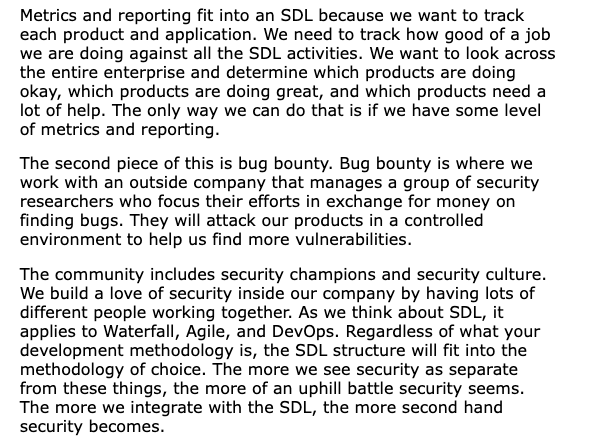 Metrics and reporting fit into an SDL because we want to track
each product and application. We need to track how good of a job
we are doing against all the SDL activities. We want to look across
the entire enterprise and determine which products are doing
okay, which products are doing great, and which products need a
lot of help. The only way we can do that is if we have some level
of metrics and reporting.
The second piece of this is bug bounty. Bug bounty is where we
work with an outside company that manages a group of security
researchers who focus their efforts in exchange for money on
finding bugs. They will attack our products in a controlled
environment to help us find more vulnerabilities.
The community includes security champions and security culture.
We build a love of security inside our company by having lots of
different people working together. As we think about SDL, it
applies to Waterfall, Agile, and DevOps. Regardless of what your
development methodology is, the SDL structure will fit into the
methodology of choice. The more we see security as separate
from these things, the more of an uphill battle security seems.
The more we integrate with the SDL, the more second hand
security becomes.